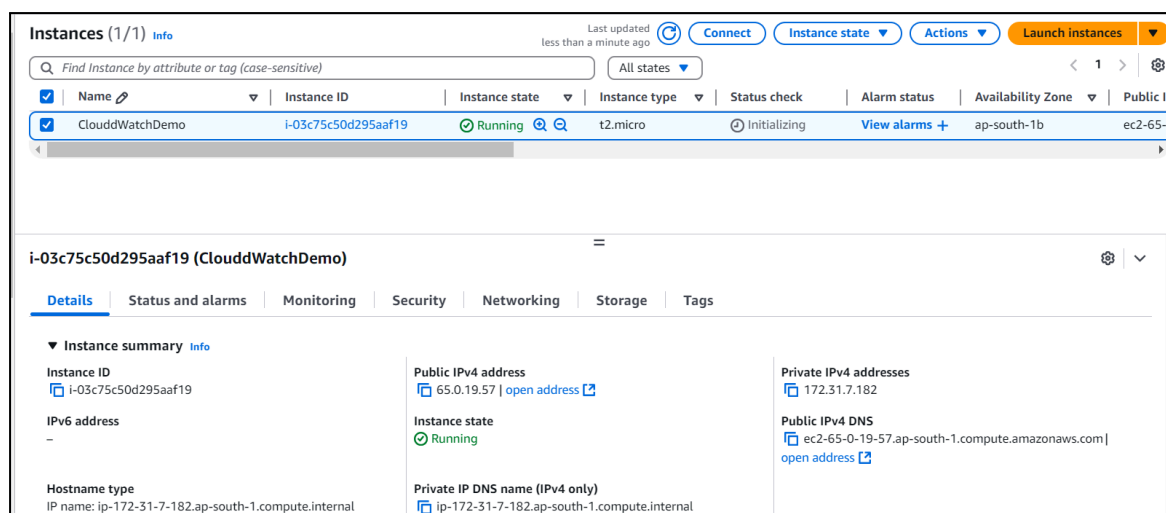 Instances (1/1) Info
Last updated
less than a minute ago
Connect
Instance state
Actions
Launch instances
Find Instance by attribute or tag (case-sensitive)
All states
1
Name Instance ID Instance state Instance type Status check Alarm status Availability Zone Public I
ClouddWatchDemo i-03c75c50d295aaf19 Running t2.micro Initializing View alarms + ap-south-1b ec2-65-
i-03c75c50d295aaf19 (ClouddWatchDemo)
Details Status and alarms Monitoring Security Networking Storage Tags
Instance summary Info
Instance ID
i-03c75c50d295aaf19
Public IPv4 address
65.0.19.57 | open address
Private IPv4 addresses
172.31.7.182
IPv6 address
–
Instance state
Running
Public IPv4 DNS
ec2-65-0-19-57.ap-south-1.compute.amazonaws.com |
open address
Hostname type
IP name: ip-172-31-7-182.ap-south-1.compute.internal
Private IP DNS name (IPv4 only)
ip-172-31-7-182.ap-south-1.compute.internal